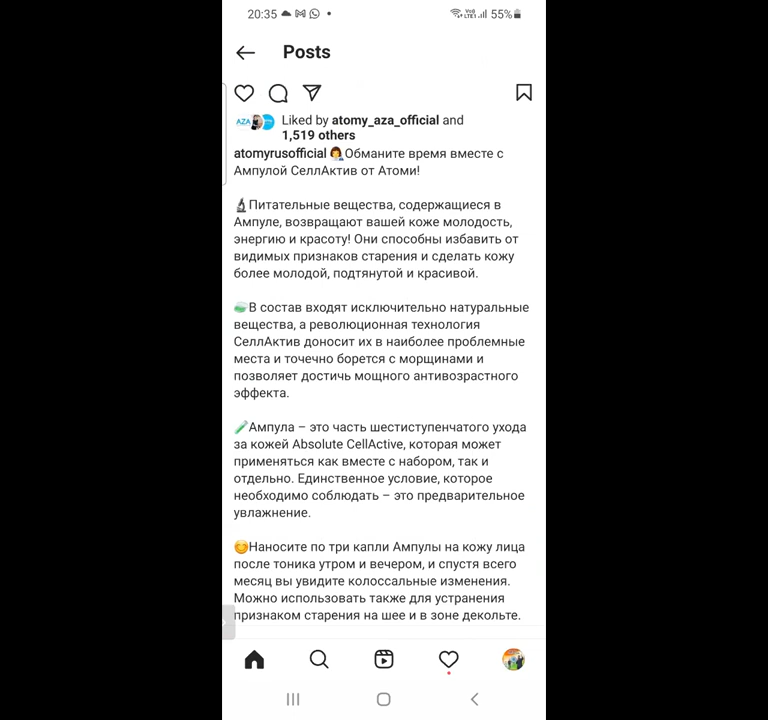 20:35
VoD
LTE1
55%
Posts
AZA
Liked by atomy_aza_official and
1,519 others
atomyrusofficial 👩‍🔬Обманите время вместе с
Ампулой СеллАктив от Атоми!
🔬Питательные вещества, содержащиеся в
Ампуле, возвращают вашей коже молодость,
энергию и красоту! Они способны избавить от
видимых признаков старения и сделать кожу
более молодой, подтянутой и красивой.
В состав входят исключительно натуральные
вещества, а революционная технология
СеллАктив доносит их в наиболее проблемные
места и точечно борется с морщинами и
позволяет достичь мощного антивозрастного
эффекта.
🧪Ампула – это часть шестиступенчатого ухода
за кожей Absolute CellActive, которая может
применяться как вместе с набором, так и
отдельно. Единственное условие, которое
необходимо соблюдать – это предварительное
увлажнение.
😊Наносите по три капли Ампулы на кожу лица
после тоника утром и вечером, и спустя всего
месяц вы увидите колоссальные изменения.
Можно использовать также для устранения
признаком старения на шее и в зоне декольте.